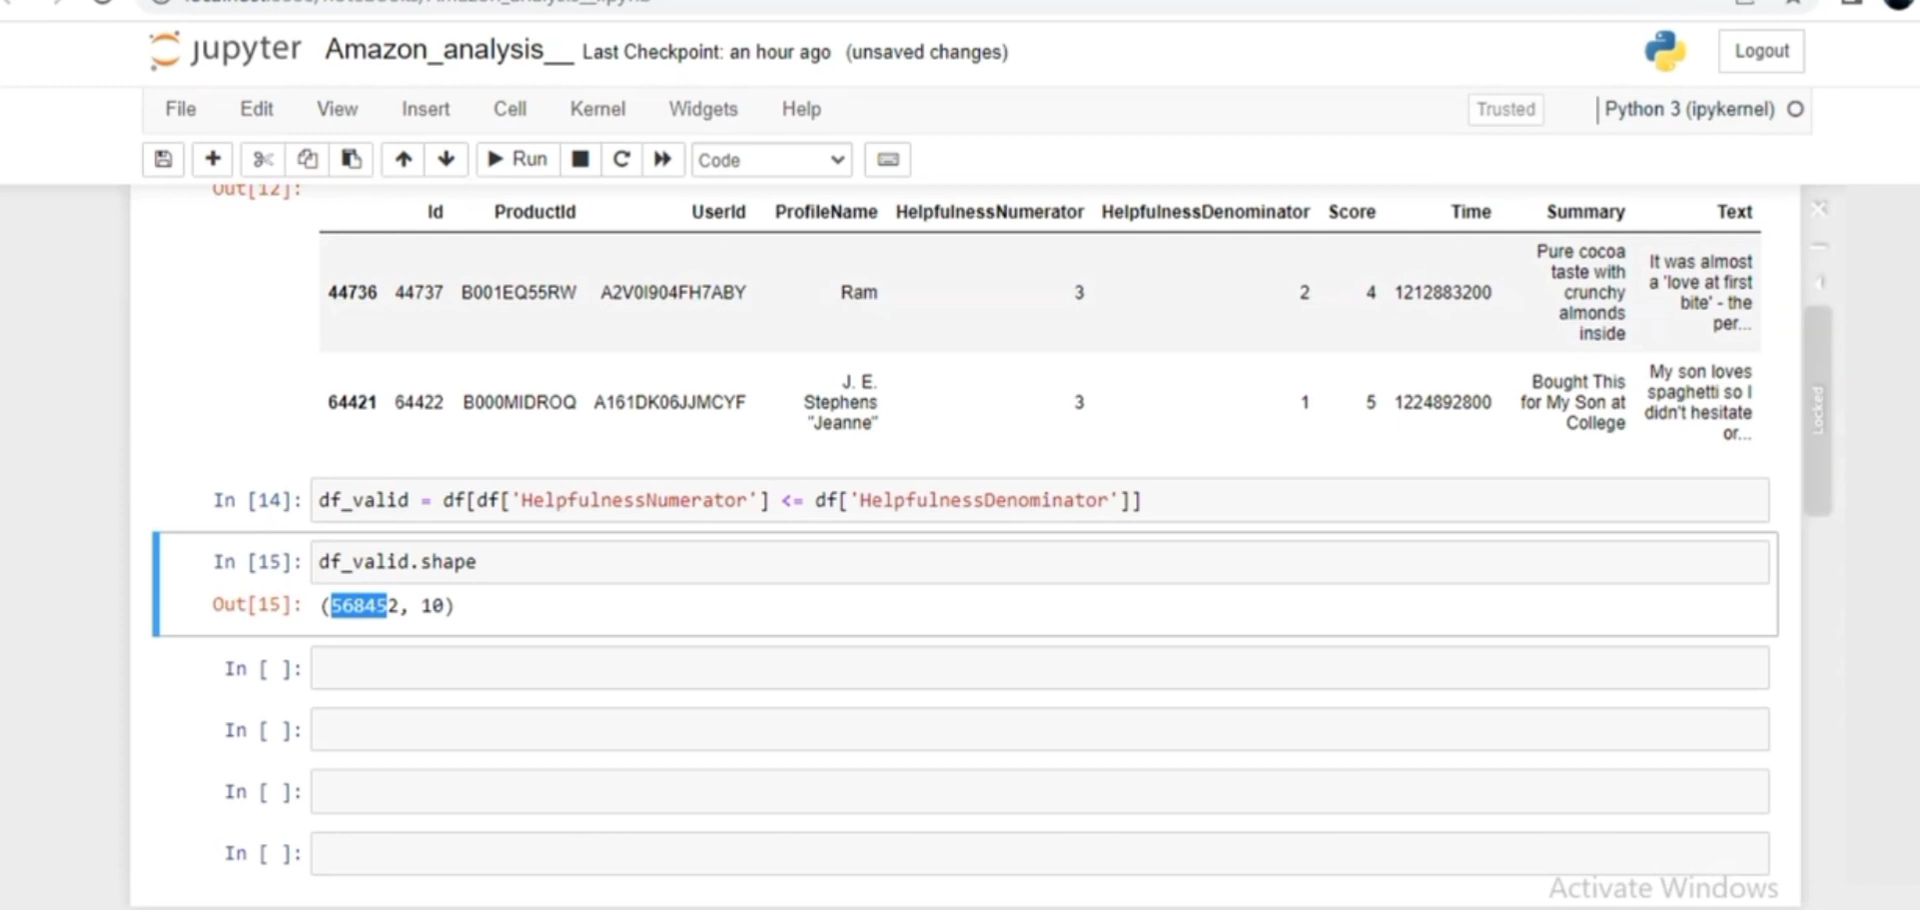 jupyter Amazon_analysis__ Last Checkpoint: an hour ago (unsaved changes) Logout
File Edit View Insert Cell Kernel Widgets Help Trusted Python 3 (ipykernel)
Run Code
Out[12]:
Id ProductId UserId ProfileName HelpfulnessNumerator HelpfulnessDenominator Score Time Summary Text
44736 44737 B001EQ55RW A2V0I904FH7ABY Ram 3 2 4 1212883200
Pure cocoa
taste with
crunchy
almonds
inside
It was almost
a 'love at first
bite' - the
per...
64421 64422 B000MIDROQ A161DK06JJMCYF
J. E.
Stephens
"Jeanne"
3 1 5 1224892800
Bought This
for My Son at
College
My son loves
spaghetti so I
didn't hesitate
or...
Locked
In [14]: df_valid = df[df['HelpfulnessNumerator'] <= df['HelpfulnessDenominator']]
In [15]: df_valid.shape
Out[15]: (568452, 10)
In [ ]:
In [ ]:
In [ ]:
In [ ]:
Activate Windows